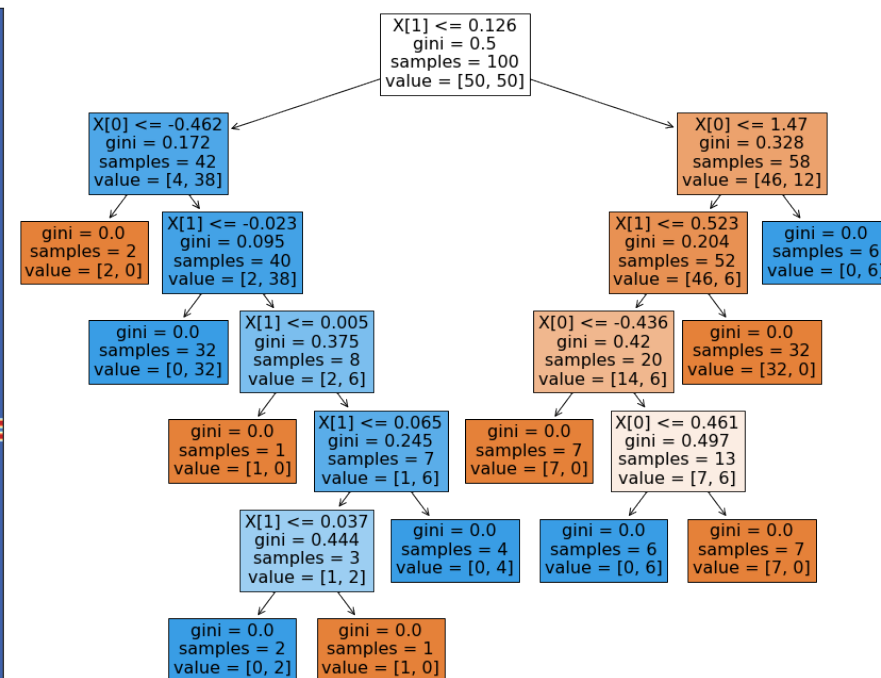 X[1] <= 0.126
gini = 0.5
samples = 100
value = [50, 50]
X[0] <= -0.462
gini = 0.172
samples = 42
value = [4, 38]
X[0] <= 1.47
gini = 0.328
samples = 58
value = [46, 12]
gini = 0.0
samples = 2
value = [2, 0]
X[1] <= -0.023
gini = 0.095
samples = 40
value = [2, 38]
X[1] <= 0.523
gini = 0.204
samples = 52
value = [46, 6]
gini = 0.0
samples = 6
value = [0, 6]
gini = 0.0
samples = 32
value = [0, 32]
X[1] <= 0.005
gini = 0.375
samples = 8
value = [2, 6]
X[0] <= -0.436
gini = 0.42
samples = 20
value = [14, 6]
gini = 0.0
samples = 32
value = [32, 0]
gini = 0.0
samples = 1
value = [1, 0]
X[1] <= 0.065
gini = 0.245
samples = 7
value = [1, 6]
gini = 0.0
samples = 7
value = [7, 0]
X[0] <= 0.461
gini = 0.497
samples = 13
value = [7, 6]
X[1] <= 0.037
gini = 0.444
samples = 3
value = [1, 2]
gini = 0.0
samples = 4
value = [0, 4]
gini = 0.0
samples = 6
value = [0, 6]
gini = 0.0
samples = 7
value = [7, 0]
gini = 0.0
samples = 2
value = [0, 2]
gini = 0.0
samples = 1
value = [1, 0]